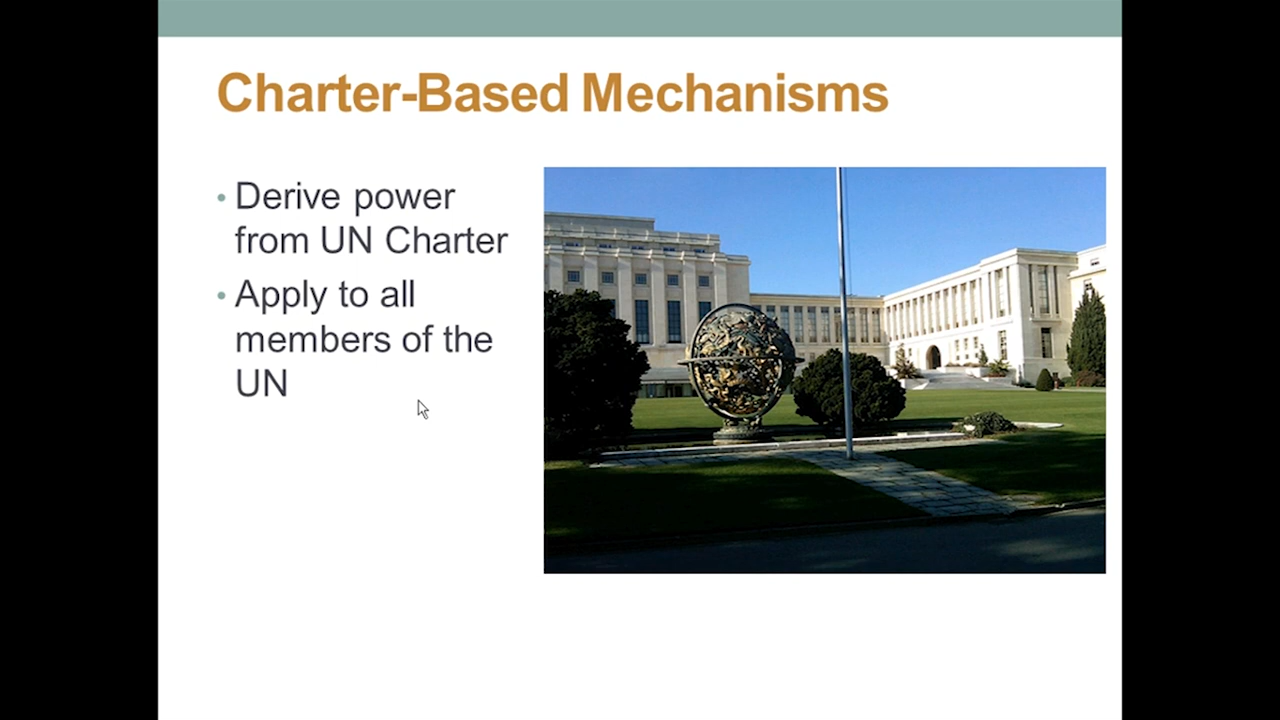 Charter-Based Mechanisms
• Derive power
from UN Charter
• Apply to all
members of the
UN